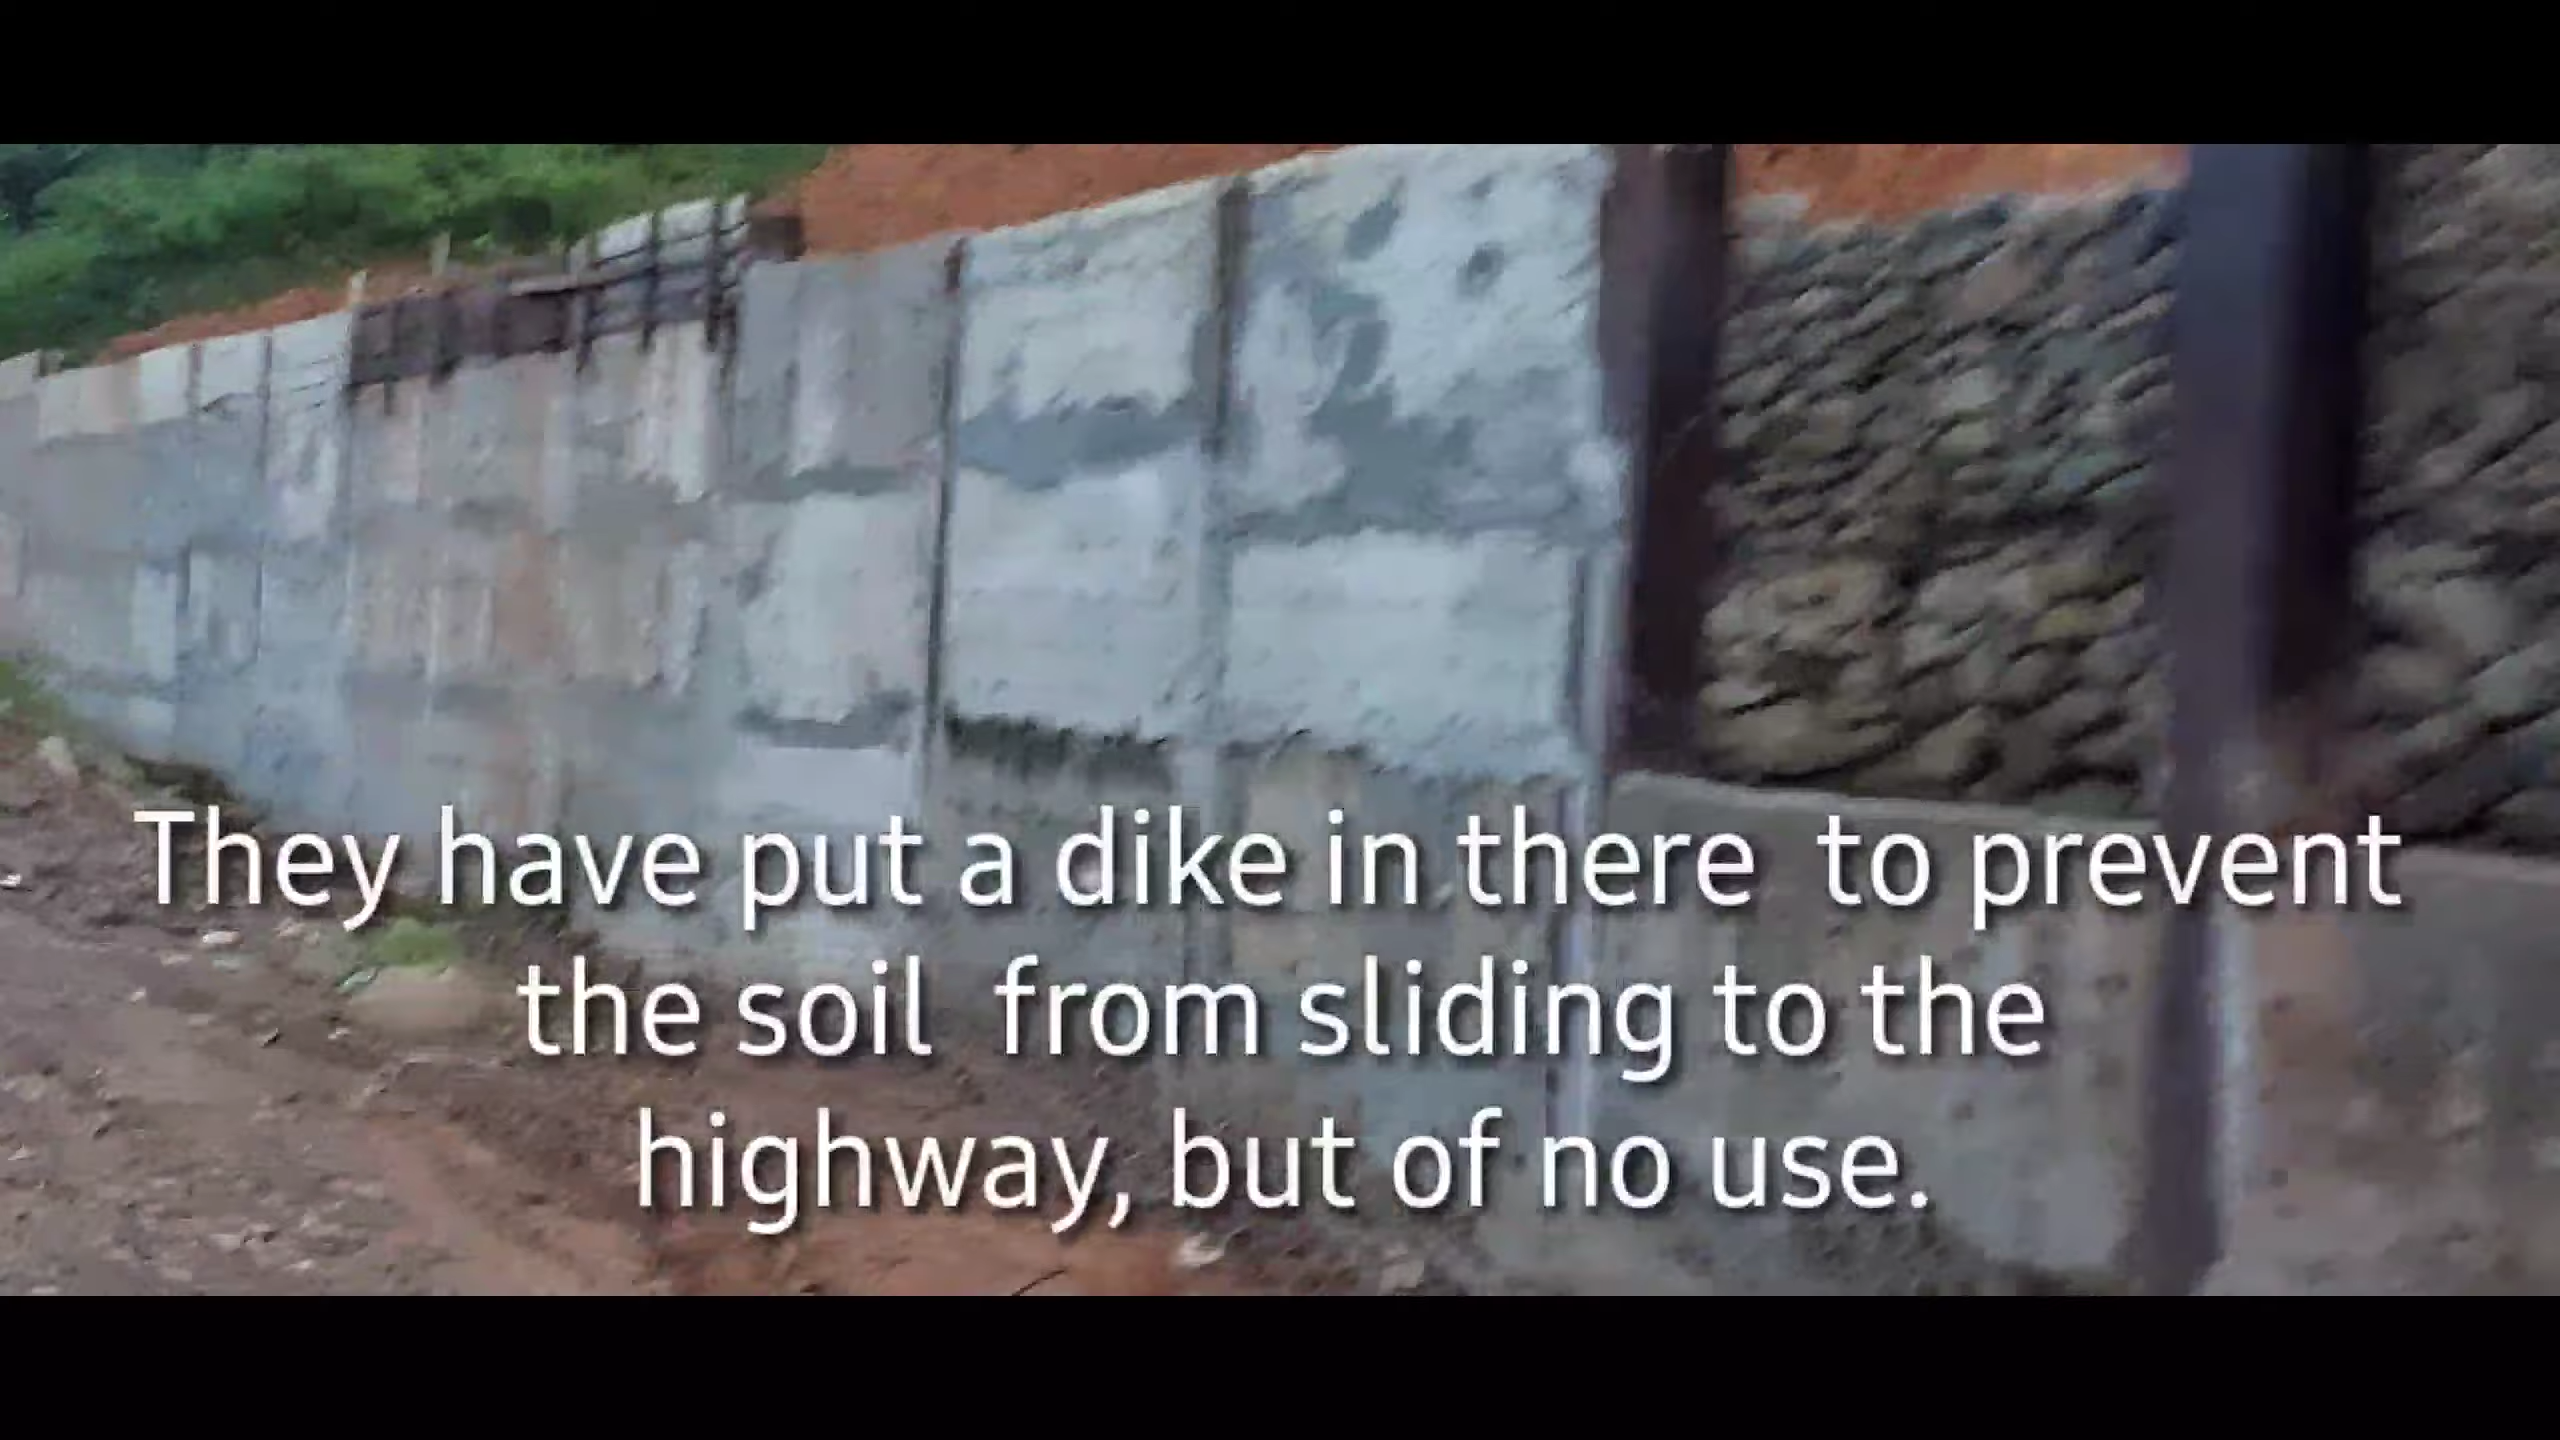 They have put a dike in there  to prevent
the soil  from sliding to the
highway, but of no use.